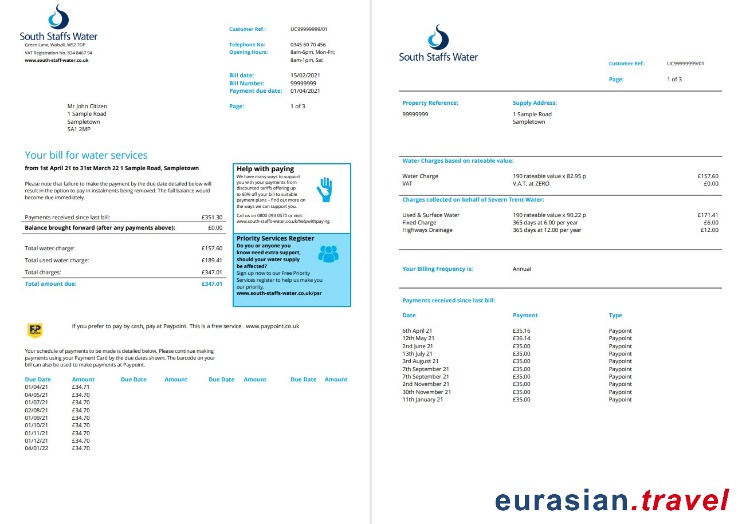 South Staffs Water
Green Lane, Walsall, WS2 7DP
VAT Registration No. 834 8467 94
www.south-staffs-water.co.uk
Customer Ref.: UC99999999/01
Telephone No: 0345 60 70 456
Opening Hours: 8am-6pm, Mon-Fri;
8am-1pm, Sat
Bill date: 15/02/2021
Bill Number: 99999999
Payment due date: 01/04/2021
Page: 1 of 3
Mr John Citizen
1 Sample Road
Sampletown
SA1 2MP
Your bill for water services
from 1st April 21 to 31st March 22 1 Sample Road, Sampletown
Please note that failure to make the payment by the due date detailed below will
result in the option to pay in instalments being removed. The full balance would
become due immediately.
Payments received since last bill: £351.30
Balance brought forward (after any payments above): £0.00
Total water charge: £157.60
Total used water charge: £189.41
Total charges: £347.01
Total amount due: £347.01
Help with paying
We have many ways to support
you with your payments from
discounted tariffs offering up
to 60% off your bill to suitable
payment plans – find out more on
the ways we can support you.
Call us on 0800 093 0570 or visit
www.south-staffs-water.co.uk/helpwithpaying
Priority Services Register
Do you or anyone you
know need extra support,
should your water supply
be affected?
Sign up now to our Free Priority
Services register to help us make you
our priority.
www.south-staffs-water.co.uk/psr
If you prefer to pay by cash, pay at Paypoint. This is a free service . www.paypoint.co.uk
Your schedule of payments to be made is detailed below. Please continue making
payments using your Payment Card by the due dates shown. The barcode on your
bill can also be used to make payments at Paypoint.
Due Date Amount Due Date Amount Due Date Amount Due Date Amount
01/04/21 £34.71
04/05/21 £34.70
01/07/21 £34.70
02/08/21 £34.70
01/09/21 £34.70
01/10/21 £34.70
01/11/21 £34.70
01/12/21 £34.70
04/01/22 £34.70
South Staffs Water
Customer Ref.: UC99999999/01
Page: 1 of 3
Property Reference: Supply Address:
99999999 1 Sample Road
Sampletown
Water Charges based on rateable value:
Water Charge 190 rateable value x 82.95 p £157.60
VAT V.A.T. at ZERO £0.00
Charges collected on behalf of Severn Trent Water:
Used & Surface Water 190 rateable value x 90.22 p £171.41
Fixed Charge 365 days at 6.00 per year £6.00
Highways Drainage 365 days at 12.00 per year £12.00
Your Billing Frequency is: Annual
Payments received since last bill:
Date Payment Type
6th April 21 £35.16 Paypoint
12th May 21 £36.14 Paypoint
2nd June 21 £35.00 Paypoint
13th July 21 £35.00 Paypoint
3rd August 21 £35.00 Paypoint
7th September 21 £35.00 Paypoint
7th September 21 £35.00 Paypoint
2nd November 21 £35.00 Paypoint
30th November 21 £35.00 Paypoint
11th January 21 £35.00 Paypoint
eurasian.travel